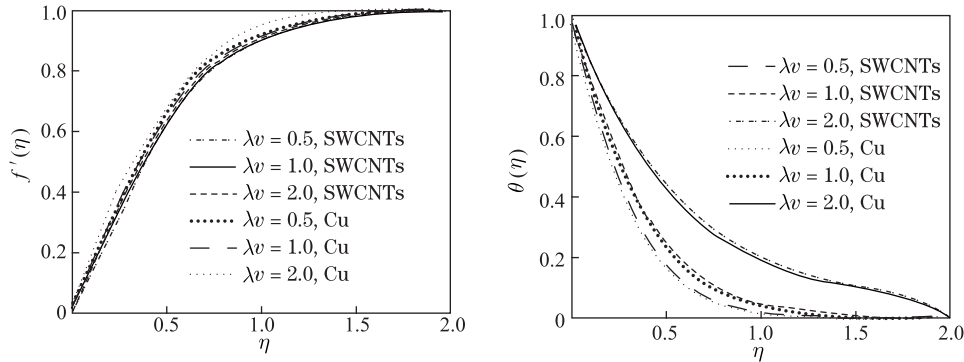 1.0
0.8
0.6
0.4
0.2
0
f ′(η)
λv = 0.5, SWCNTs
λv = 1.0, SWCNTs
λv = 2.0, SWCNTs
λv = 0.5, Cu
λv = 1.0, Cu
λv = 2.0, Cu
0.5
1.0
1.5
2.0
η
1.0
0.8
0.6
0.4
0.2
0
θ (η)
λv = 0.5, SWCNTs
λv = 1.0, SWCNTs
λv = 2.0, SWCNTs
λv = 0.5, Cu
λv = 1.0, Cu
λv = 2.0, Cu
0.5
1.0
1.5
2.0
η